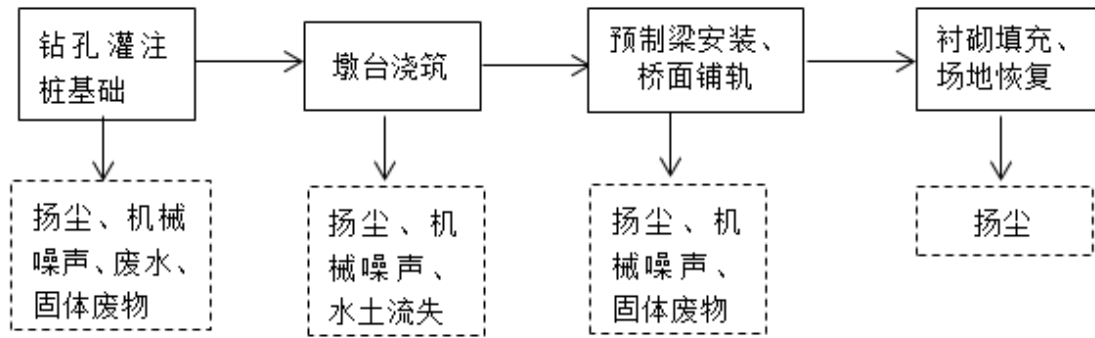 钻孔灌注
桩基础
墩台浇筑
预制梁安装、
桥面铺轨
衬砌填充、
场地恢复
扬尘、机械
噪声、废水、
固体废物
扬尘、机
械噪声、
水土流失
扬尘、机
械噪声、
固体废物
扬尘